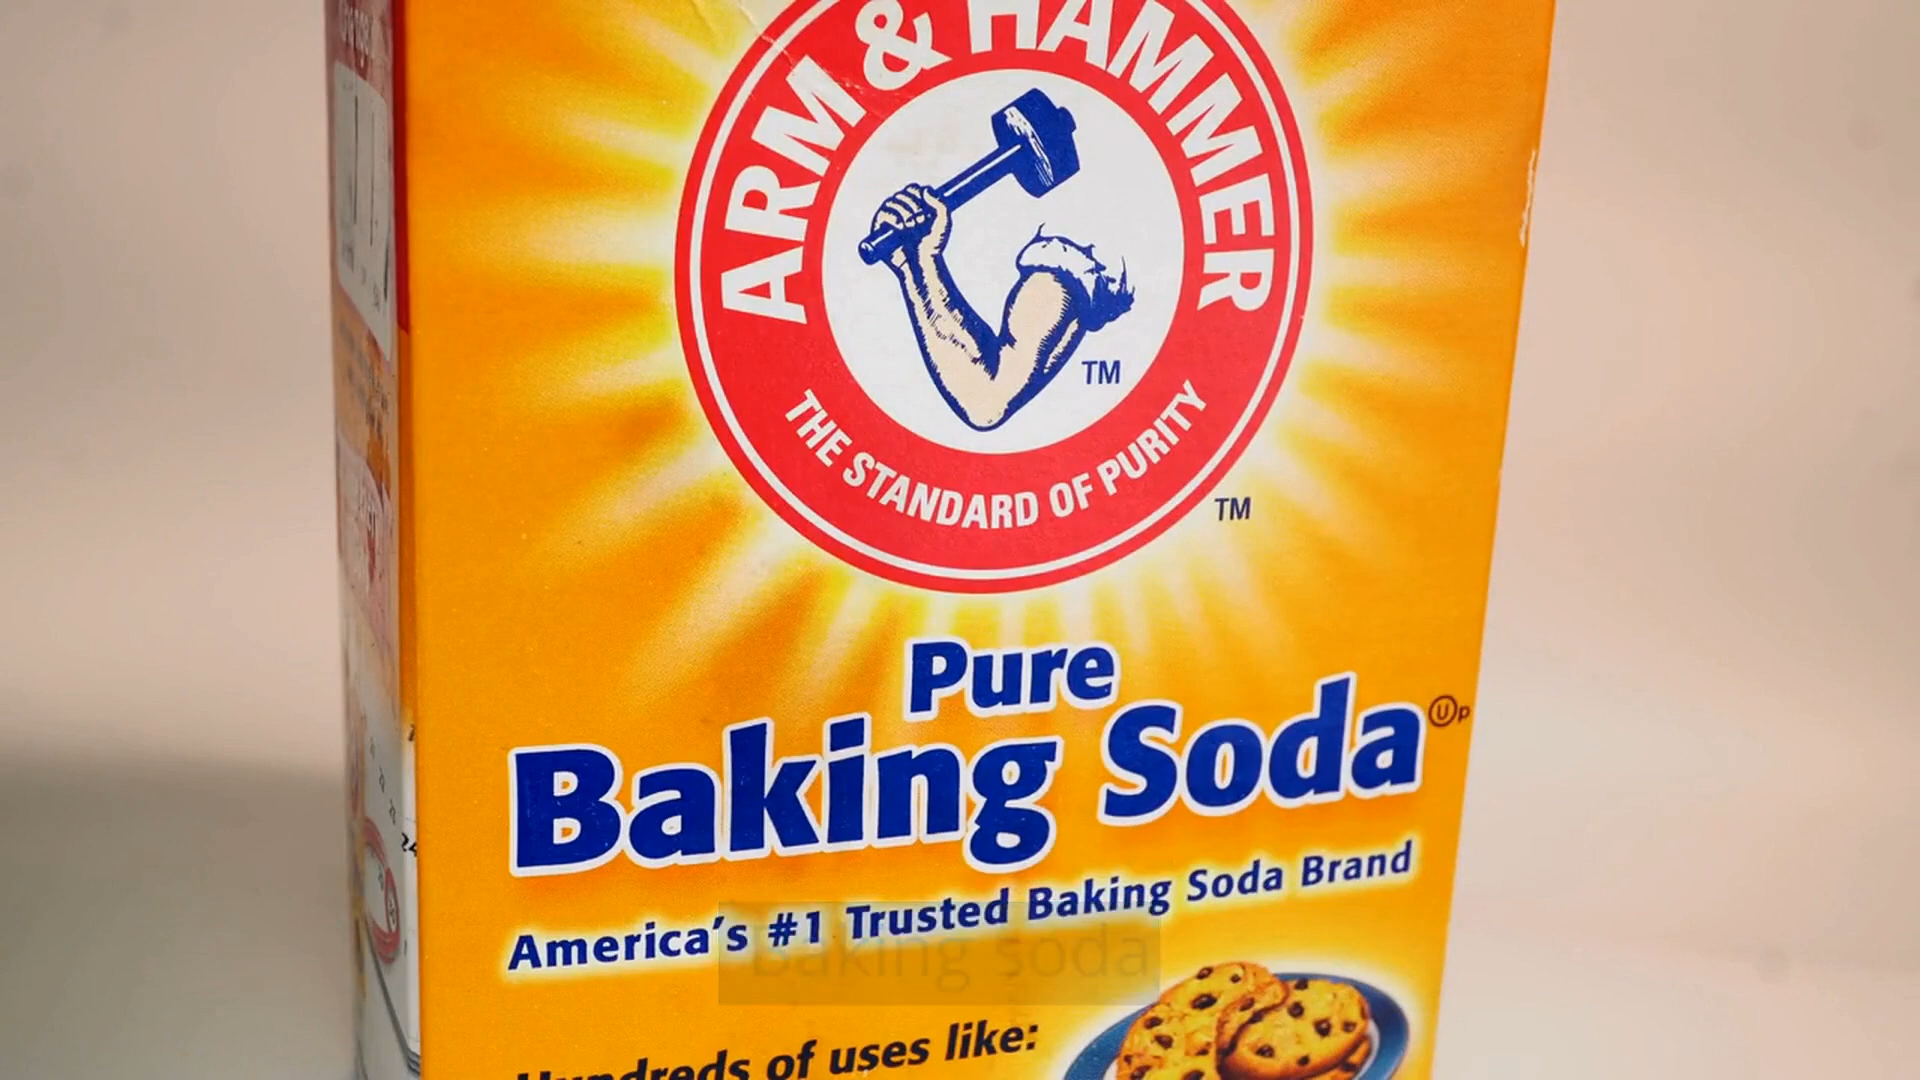 ARM & HAMMER
TM
THE STANDARD OF PURITY
TM
Pure
Baking Soda
U P
America's #1 Trusted Baking Soda Brand
Baking soda
Hundreds of uses like:
24